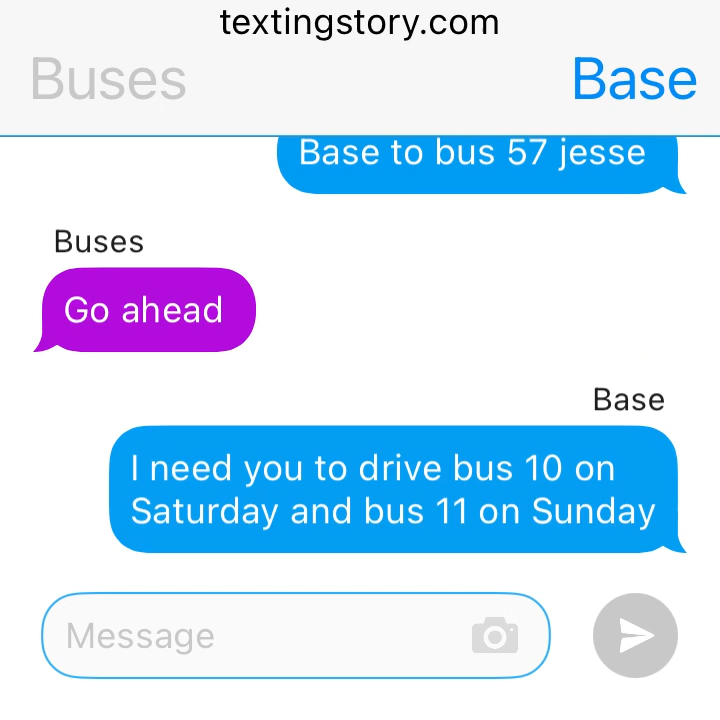 textingstory.com
Buses
Base
Base to bus 57 jesse
Buses
Go ahead
Base
I need you to drive bus 10 on
Saturday and bus 11 on Sunday
Message